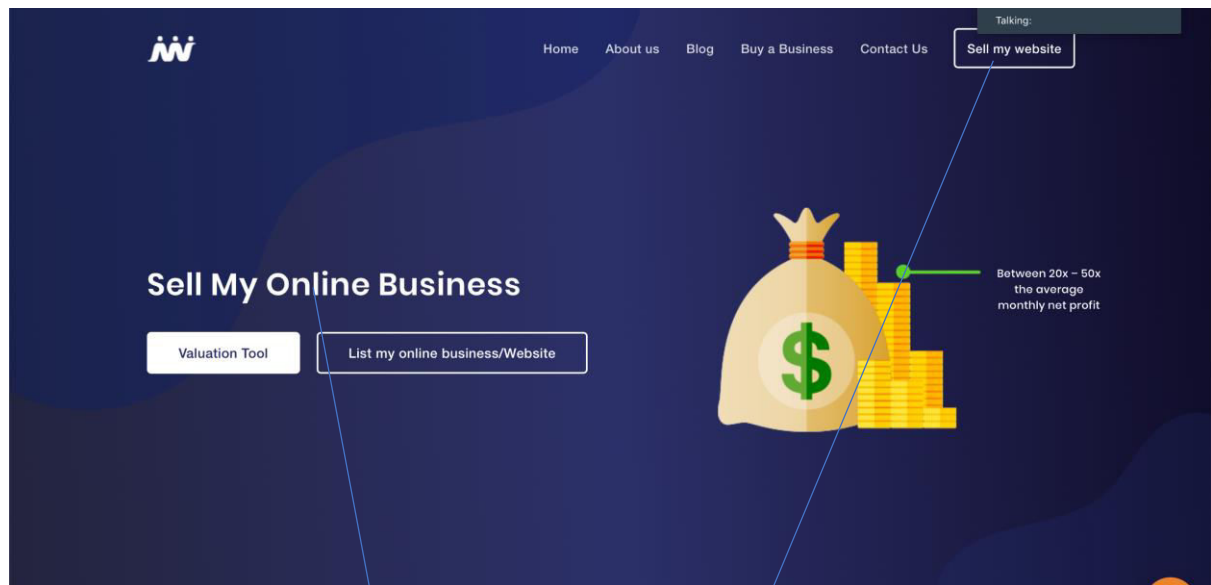 Talking:
Home About us Blog Buy a Business Contact Us Sell my website
Sell My Online Business
Valuation Tool List my online business/Website
Between 20x – 50x
the average
monthly net profit
$